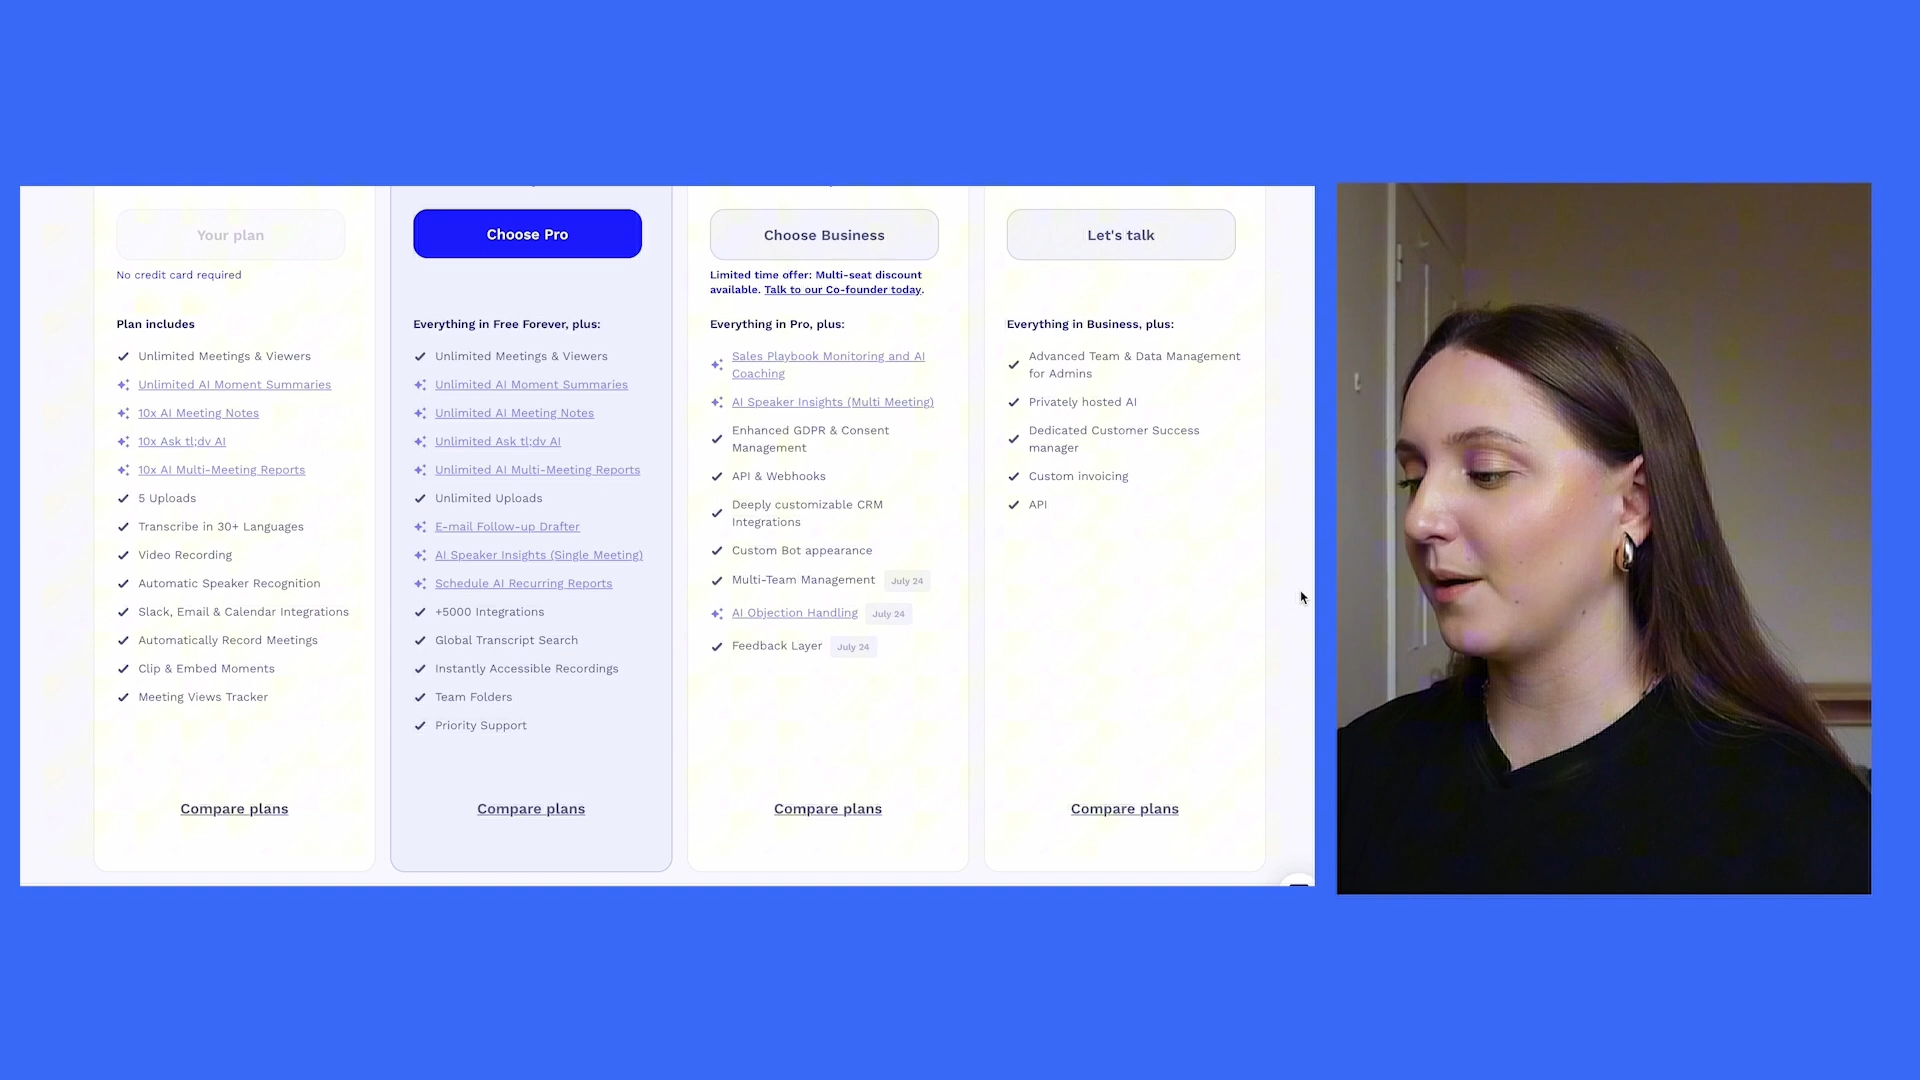 Your plan
No credit card required
Plan includes
Unlimited Meetings & Viewers
Unlimited AI Moment Summaries
10x AI Meeting Notes
10x Ask tl;dv AI
10x AI Multi-Meeting Reports
5 Uploads
Transcribe in 30+ Languages
Video Recording
Automatic Speaker Recognition
Slack, Email & Calendar Integrations
Automatically Record Meetings
Clip & Embed Moments
Meeting Views Tracker
Compare plans
Choose Pro
Everything in Free Forever, plus:
Unlimited Meetings & Viewers
Unlimited AI Moment Summaries
Unlimited AI Meeting Notes
Unlimited Ask tl;dv AI
Unlimited AI Multi-Meeting Reports
Unlimited Uploads
E-mail Follow-up Drafter
AI Speaker Insights (Single Meeting)
Schedule AI Recurring Reports
+5000 Integrations
Global Transcript Search
Instantly Accessible Recordings
Team Folders
Priority Support
Compare plans
Choose Business
Limited time offer: Multi-seat discount
available. Talk to our Co-founder today.
Everything in Pro, plus:
Sales Playbook Monitoring and AI
Coaching
AI Speaker Insights (Multi Meeting)
Enhanced GDPR & Consent
Management
API & Webhooks
Deeply customizable CRM
Integrations
Custom Bot appearance
Multi-Team Management July 24
AI Objection Handling July 24
Feedback Layer July 24
Compare plans
Let's talk
Everything in Business, plus:
Advanced Team & Data Management
for Admins
Privately hosted AI
Dedicated Customer Success
manager
Custom invoicing
API
Compare plans